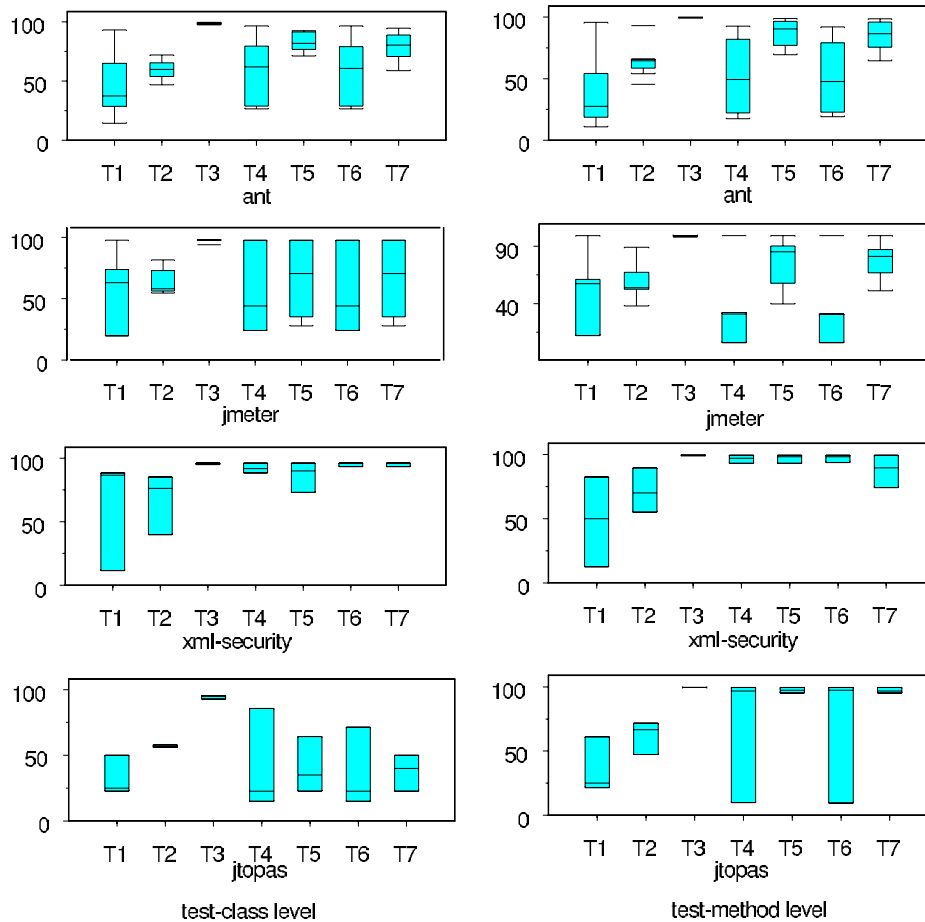 100
50
0
T1 T2 T3 T4 T5 T6 T7
ant
100
50
0
T1 T2 T3 T4 T5 T6 T7
ant
100
50
0
T1 T2 T3 T4 T5 T6 T7
jmeter
90
40
T1 T2 T3 T4 T5 T6 T7
jmeter
100
50
0
T1 T2 T3 T4 T5 T6 T7
xml-security
100
50
0
T1 T2 T3 T4 T5 T6 T7
xml-security
100
50
0
T1 T2 T3 T4 T5 T6 T7
jtopas
100
50
0
T1 T2 T3 T4 T5 T6 T7
jtopas
test-class level
test-method level